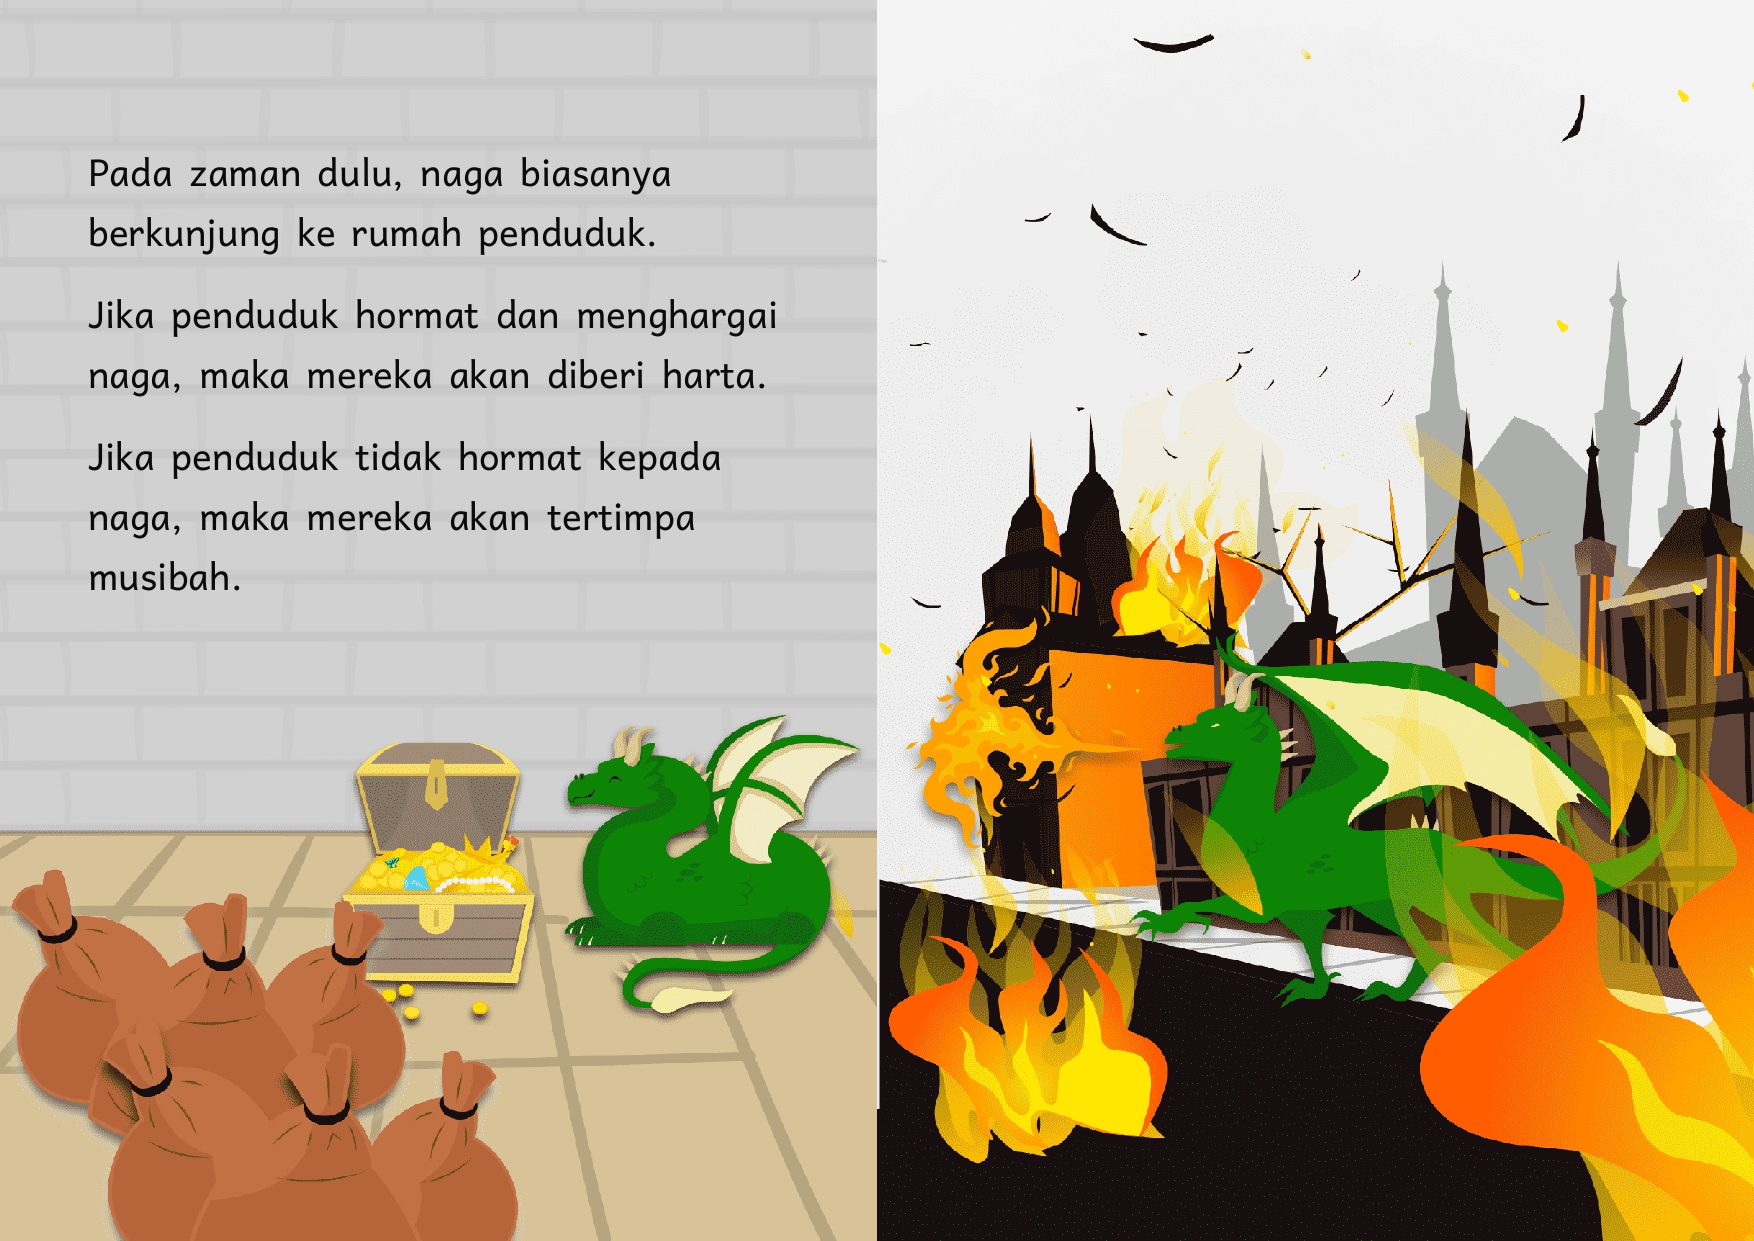 Pada zaman dulu, naga biasanya
berkunjung ke rumah penduduk.
Jika penduduk hormat dan menghargai
naga, maka mereka akan diberi harta.
Jika penduduk tidak hormat kepada
naga, maka mereka akan tertimpa
musibah.